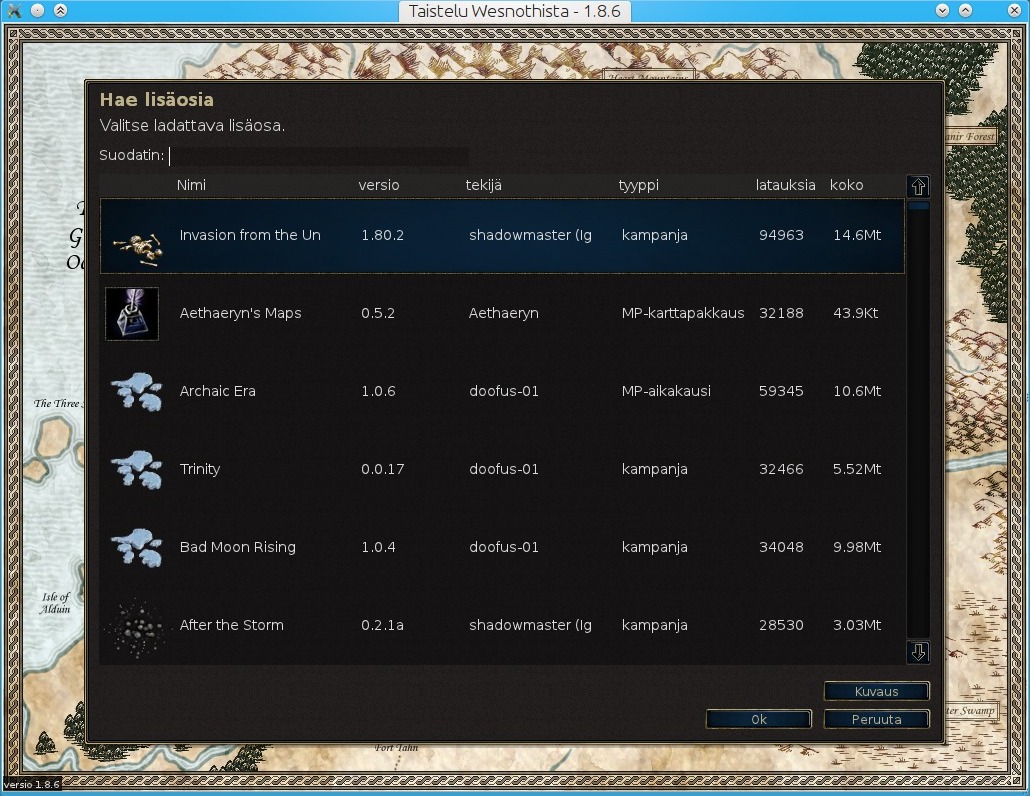 Taistelu Wesnothista - 1.8.6
Heart Mountains
Hae lisäosia
Valitse ladattava lisäosa.
Suodatin:
Nimi versio tekijä tyyppi latauksia koko
Invasion from the Un 1.80.2 shadowmaster (Ig kampanja 94963 14.6Mt
Aethaeryn's Maps 0.5.2 Aethaeryn MP-karttapakkaus 32188 43.9Kt
Archaic Era 1.0.6 doofus-01 MP-aikakausi 59345 10.6Mt
The Three
Trinity 0.0.17 doofus-01 kampanja 32466 5.52Mt
Bad Moon Rising 1.0.4 doofus-01 kampanja 34048 9.98Mt
Isle of
Alduin
After the Storm 0.2.1a shadowmaster (Ig kampanja 28530 3.03Mt
Kuvaus
Ok Peruuta
Forest
Swamp
Fort Tahn
versio 1.8.6